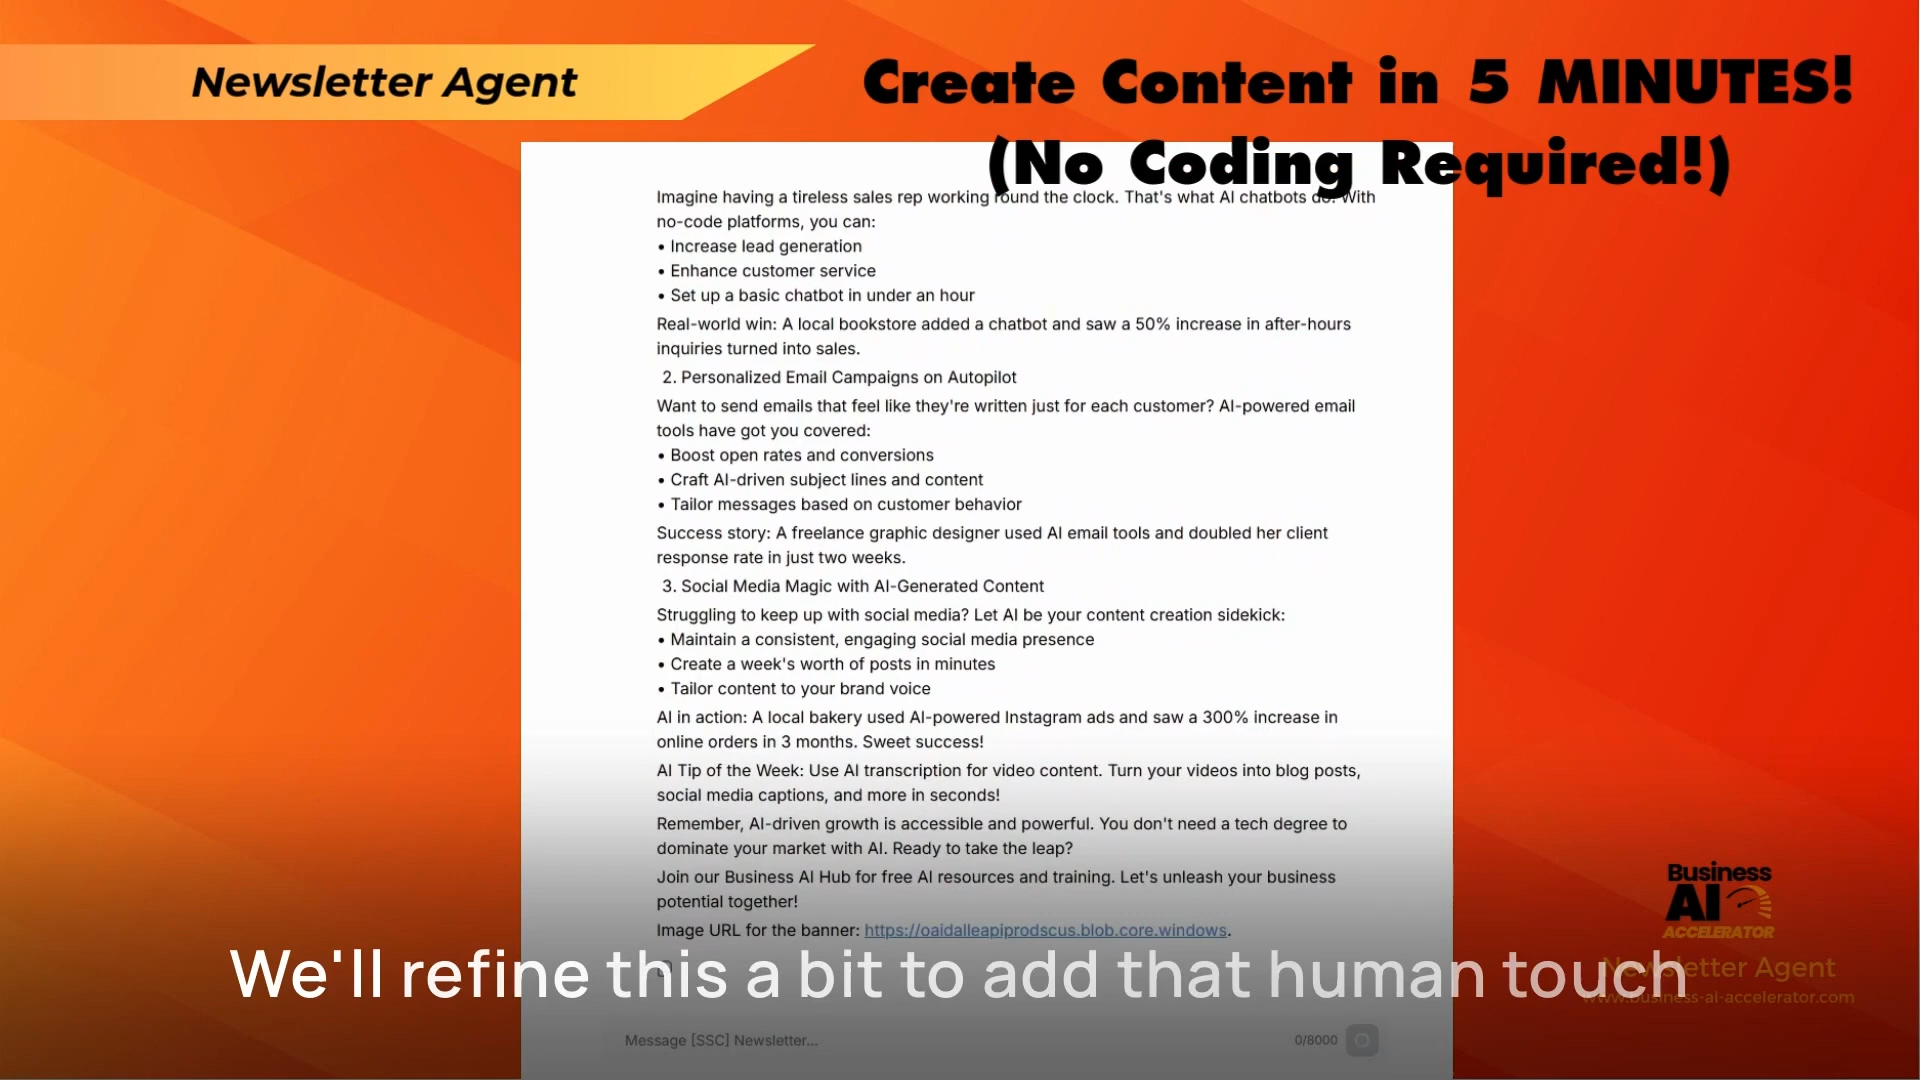 Newsletter Agent
Create Content in 5 MINUTES!
(No Coding Required!)
Imagine having a tireless sales rep working round the clock. That's what AI chatbots do. With
no-code platforms, you can:
• Increase lead generation
• Enhance customer service
• Set up a basic chatbot in under an hour
Real-world win: A local bookstore added a chatbot and saw a 50% increase in after-hours
inquiries turned into sales.
2. Personalized Email Campaigns on Autopilot
Want to send emails that feel like they're written just for each customer? AI-powered email
tools have got you covered:
• Boost open rates and conversions
• Craft AI-driven subject lines and content
• Tailor messages based on customer behavior
Success story: A freelance graphic designer used AI email tools and doubled her client
response rate in just two weeks.
3. Social Media Magic with AI-Generated Content
Struggling to keep up with social media? Let AI be your content creation sidekick:
• Maintain a consistent, engaging social media presence
• Create a week's worth of posts in minutes
• Tailor content to your brand voice
AI in action: A local bakery used AI-powered Instagram ads and saw a 300% increase in
online orders in 3 months. Sweet success!
AI Tip of the Week: Use AI transcription for video content. Turn your videos into blog posts,
social media captions, and more in seconds!
Remember, AI-driven growth is accessible and powerful. You don't need a tech degree to
dominate your market with AI. Ready to take the leap?
Join our Business AI Hub for free AI resources and training. Let's unleash your business
potential together!
Image URL for the banner: https://oaidalleapiprodscus.blob.core.windows.
Business
AI
ACCELERATOR
We'll refine this a bit to add that human touch
Newsletter Agent
www.business-ai-accelerator.com
Message [SSC] Newsletter...
0/8000